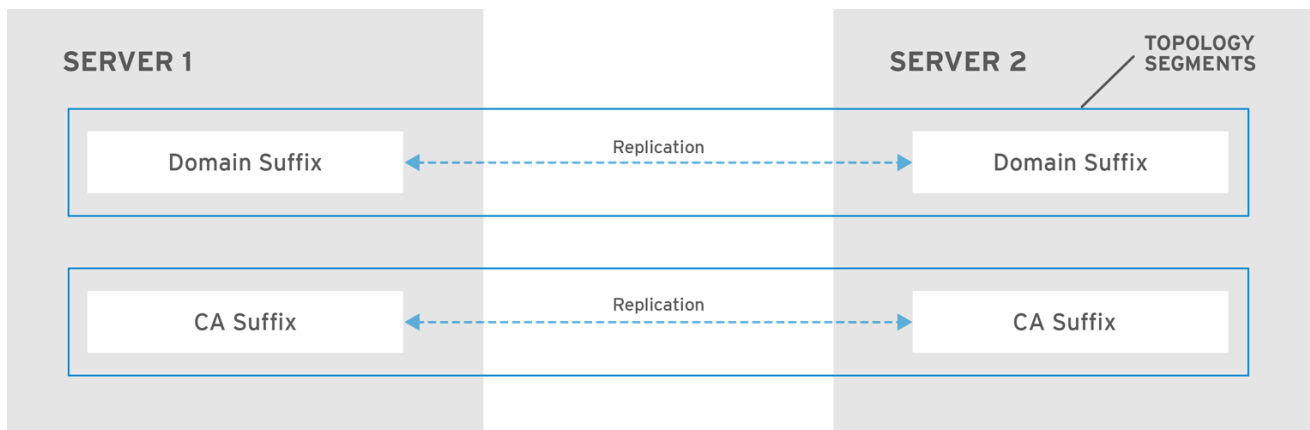 SERVER 1
SERVER 2
TOPOLOGY
SEGMENTS
Domain Suffix
Replication
Domain Suffix
CA Suffix
Replication
CA Suffix